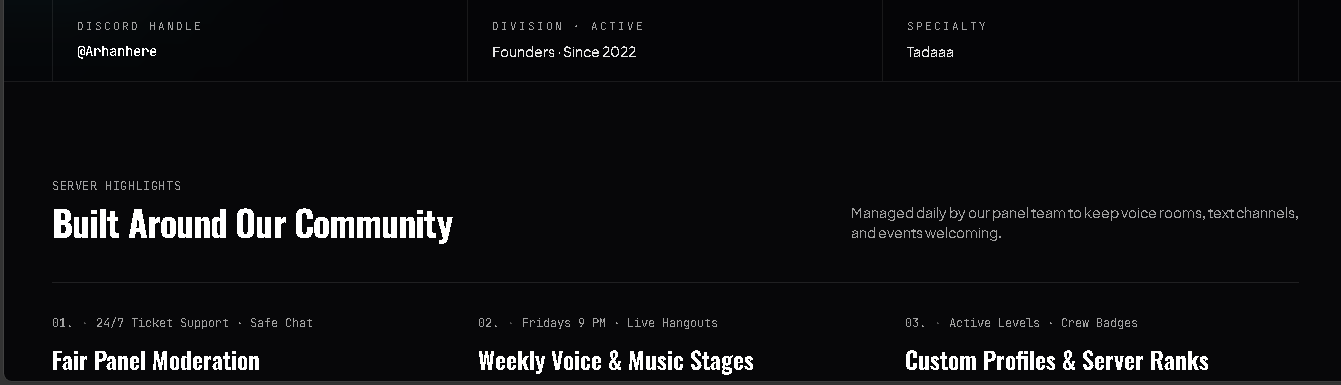 DISCORD HANDLE
@Arhanhere
DIVISION · ACTIVE
Founders · Since 2022
SPECIALTY
Tadaaa
SERVER HIGHLIGHTS
Built Around Our Community
Managed daily by our panel team to keep voice rooms, text channels,
and events welcoming.
01. · 24/7 Ticket Support · Safe Chat
Fair Panel Moderation
02. · Fridays 9 PM · Live Hangouts
Weekly Voice & Music Stages
03. · Active Levels · Crew Badges
Custom Profiles & Server Ranks